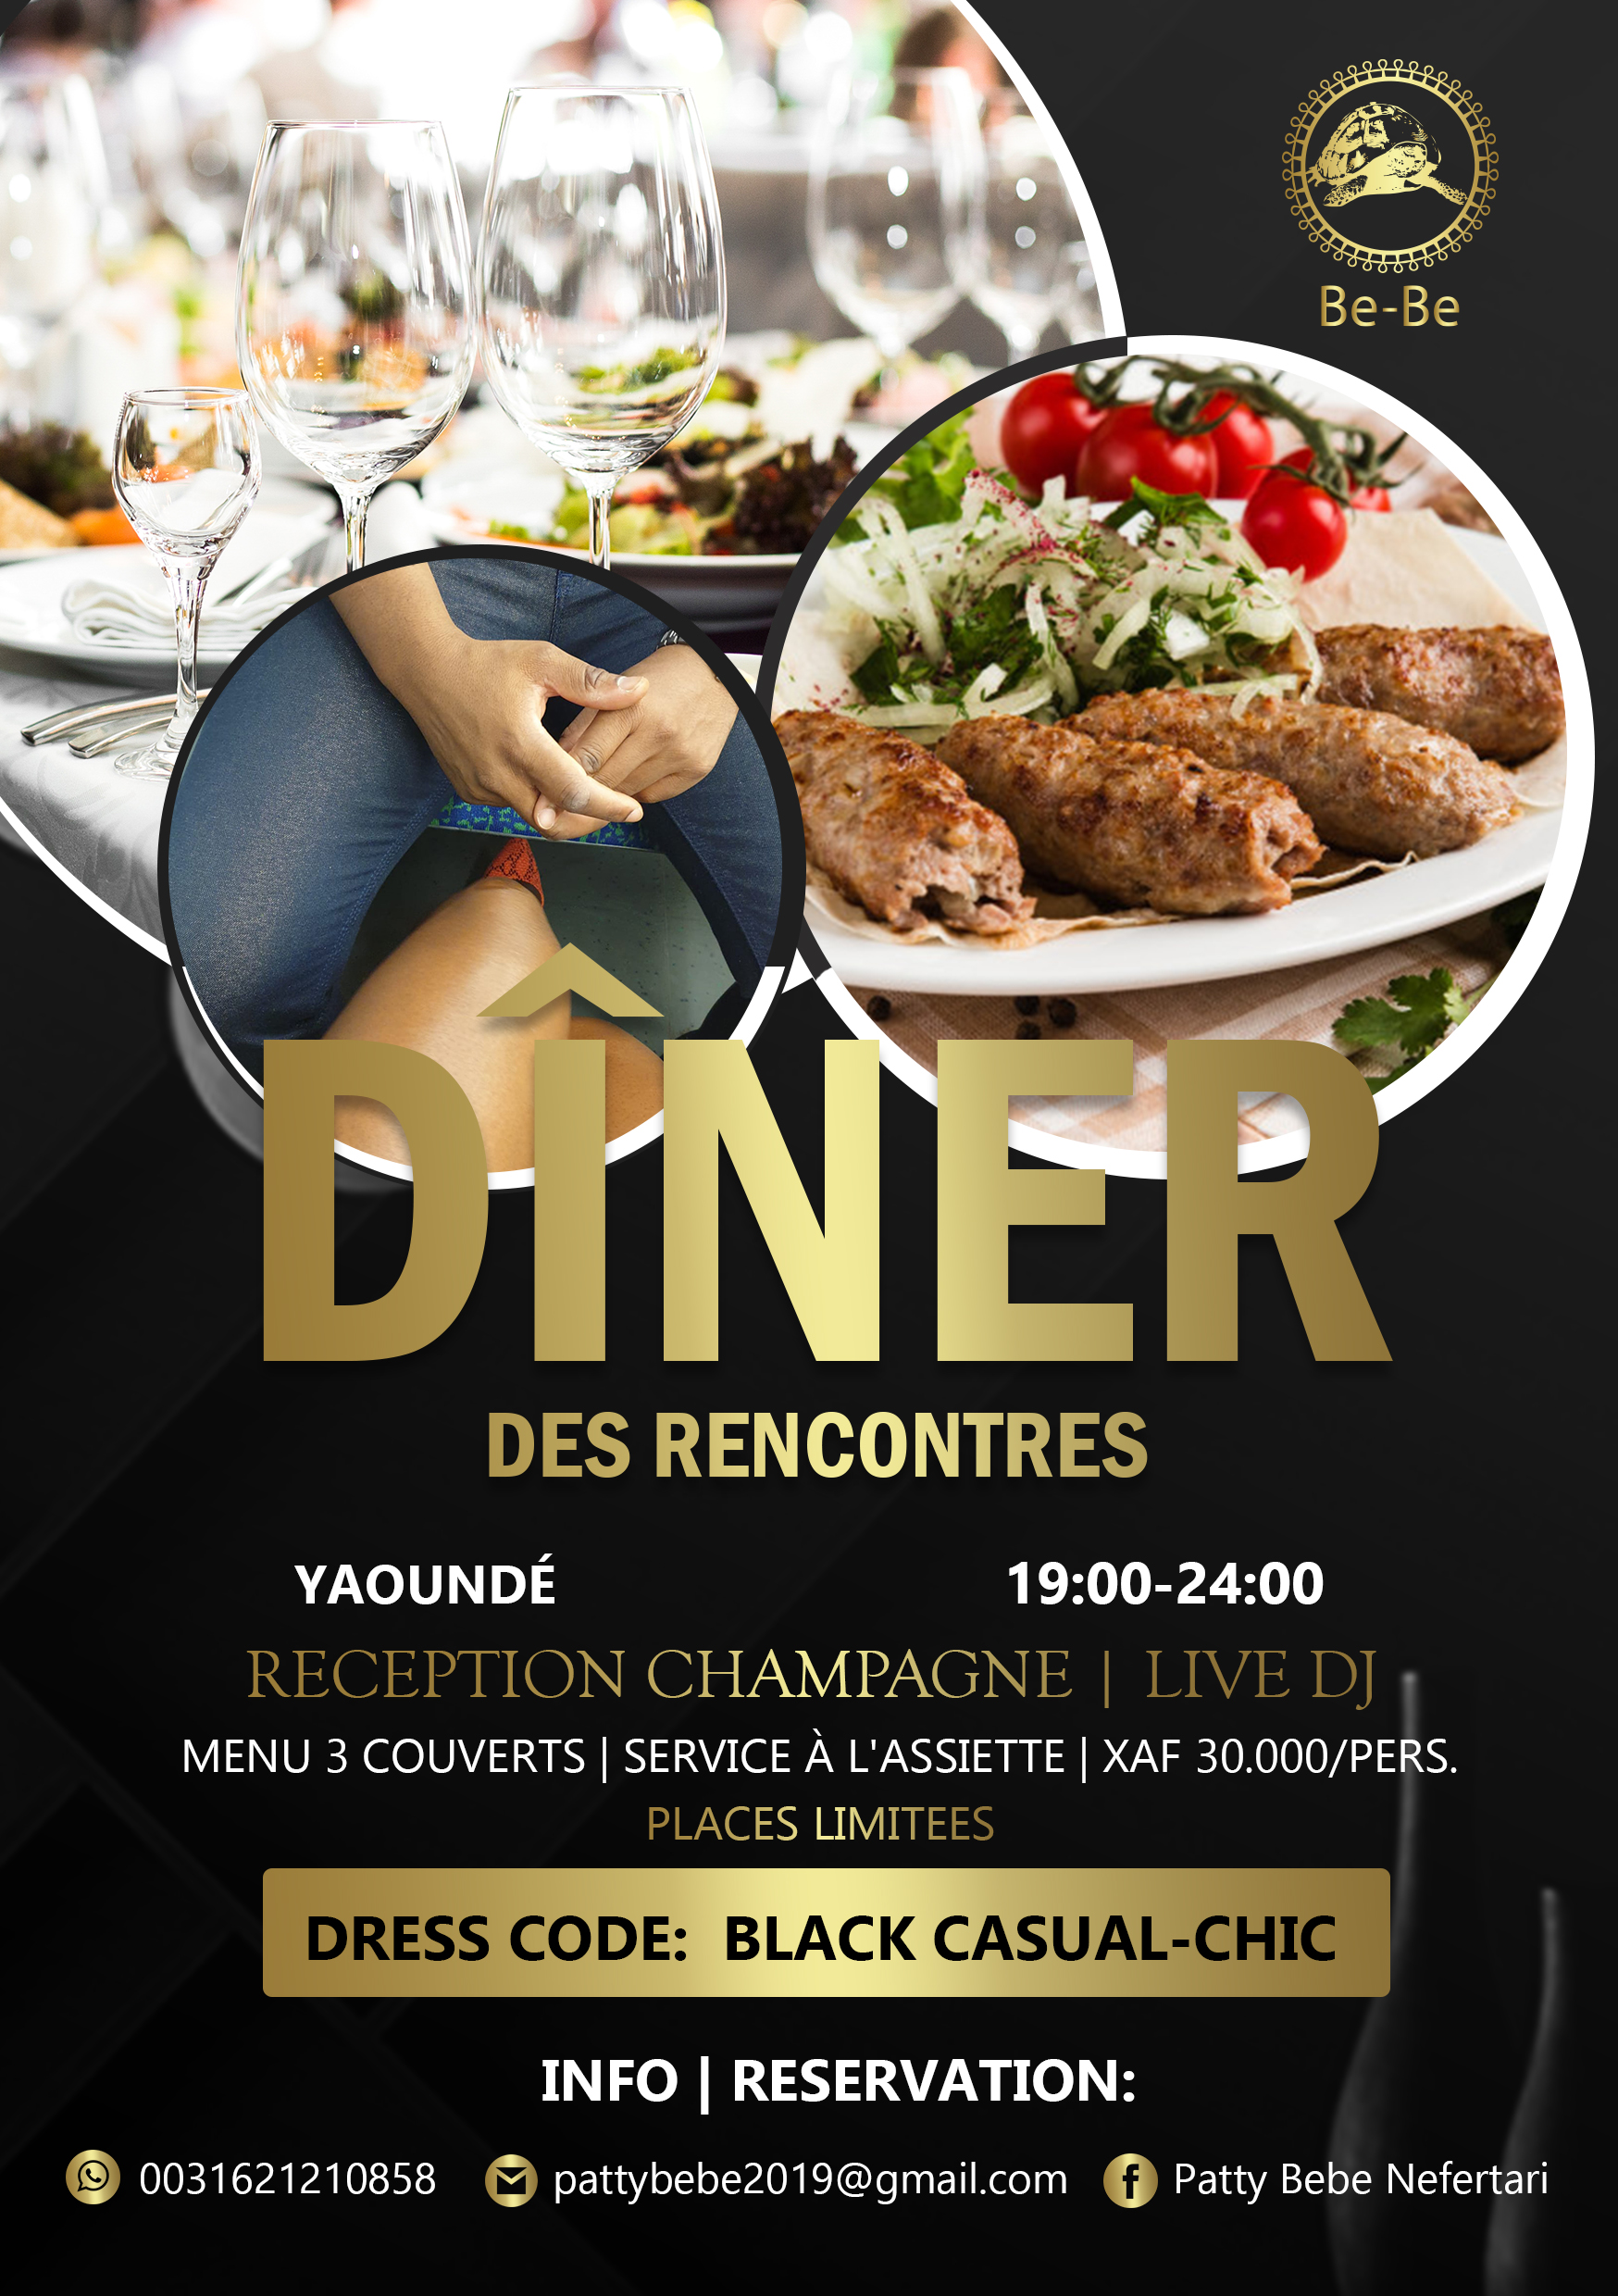 Be-Be
DÎNER
DES RENCONTRES
YAOUNDÉ 19:00-24:00
RECEPTION CHAMPAGNE | LIVE DJ
MENU 3 COUVERTS | SERVICE À L'ASSIETTE | XAF 30.000/PERS.
PLACES LIMITEES
DRESS CODE: BLACK CASUAL-CHIC
INFO | RESERVATION:
0031621210858 pattybebe2019@gmail.com Patty Bebe Nefertari